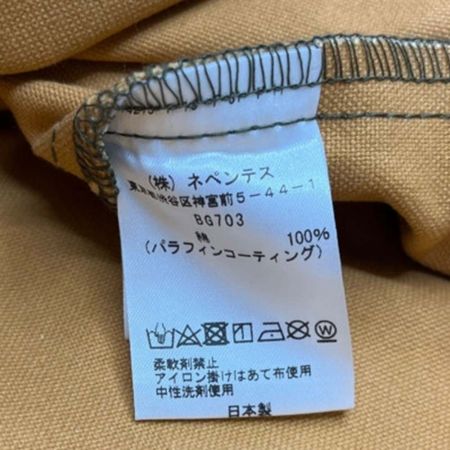 (株) ネペンテス
東京都渋谷区神宮前5-44-1
BG703
綿 100%
(パラフィンコーティング)
柔軟剤禁止
アイロン掛けはあて布使用
中性洗剤使用
日本製